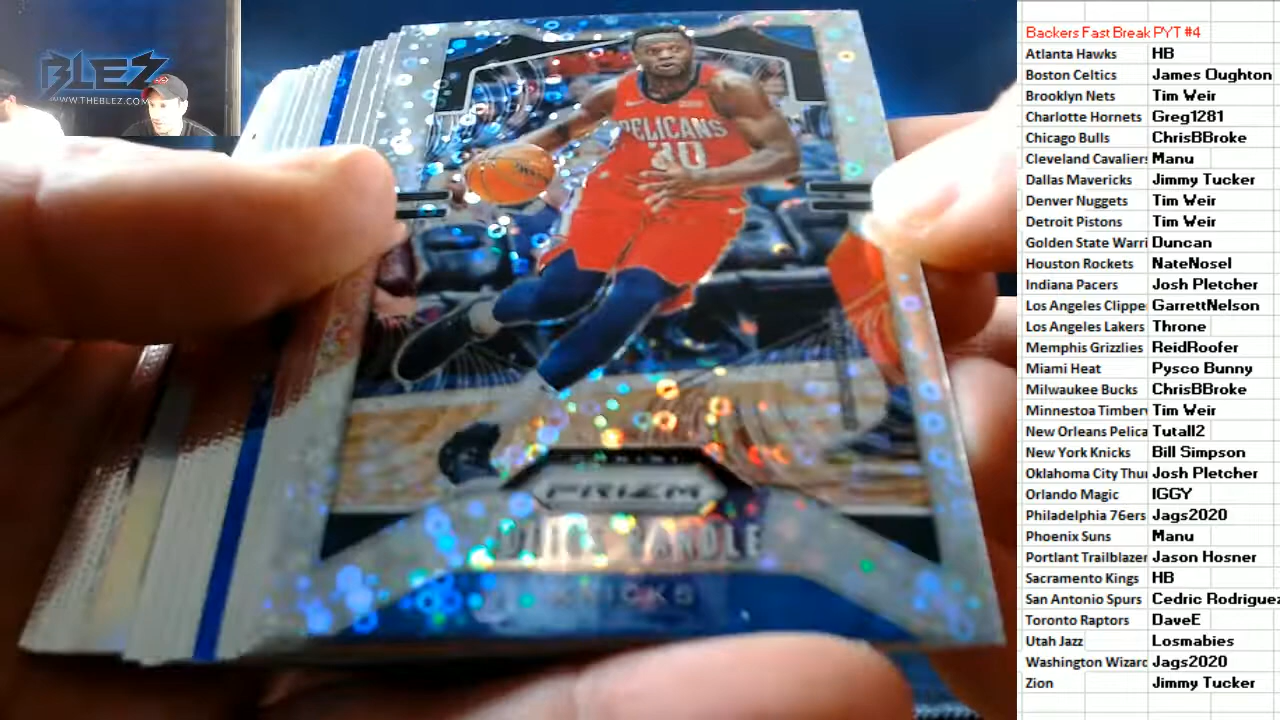 BLEZ
WWW.THEBLEZ.COM
PELICANS
PRIZM
RANDLE
KNICKS
Backers Fast Break PYT #4
Atlanta Hawks HB
Boston Celtics James Oughton
Brooklyn Nets Tim Weir
Charlotte Hornets Greg1281
Chicago Bulls ChrisBBroke
Cleveland Cavaliers Manu
Dallas Mavericks Jimmy Tucker
Denver Nuggets Tim Weir
Detroit Pistons Tim Weir
Golden State Warri Duncan
Houston Rockets NateNosel
Indiana Pacers Josh Pletcher
Los Angeles Clippe GarrettNelson
Los Angeles Lakers Throne
Memphis Grizzlies ReidRoofer
Miami Heat Pysco Bunny
Milwaukee Bucks ChrisBBroke
Minnestoa Timberv Tim Weir
New Orleans Pelica Tutall2
New York Knicks Bill Simpson
Oklahoma City Thu Josh Pletcher
Orlando Magic IGGY
Philadelphia 76ers Jags2020
Phoenix Suns Manu
Portlant Trailblazer Jason Hosner
Sacramento Kings HB
San Antonio Spurs Cedric Rodriguez
Toronto Raptors DaveE
Utah Jazz Losmabies
Washington Wizard Jags2020
Zion Jimmy Tucker